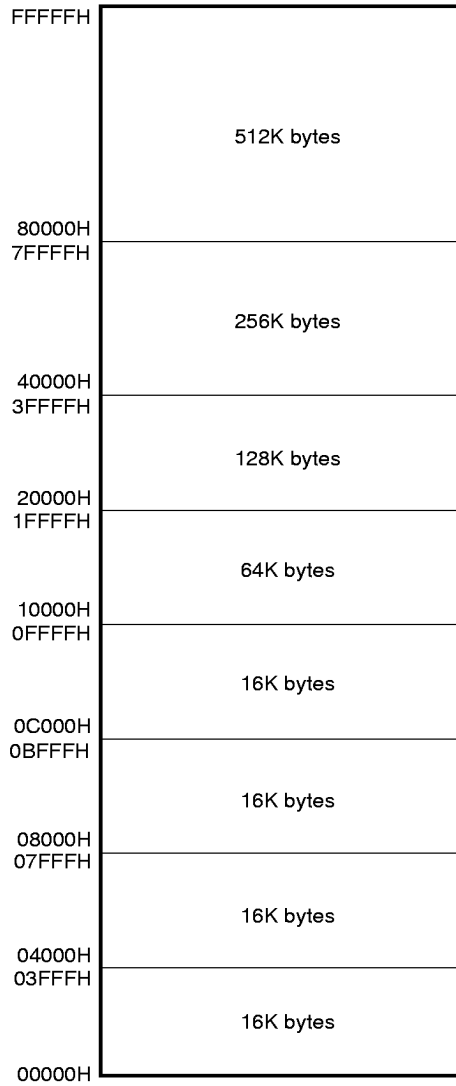 FFFFFH
512K bytes
80000H
7FFFFH
256K bytes
40000H
3FFFFH
128K bytes
20000H
1FFFFH
64K bytes
10000H
0FFFFH
16K bytes
0C000H
0BFFFH
16K bytes
08000H
07FFFH
16K bytes
04000H
03FFFH
16K bytes
00000H